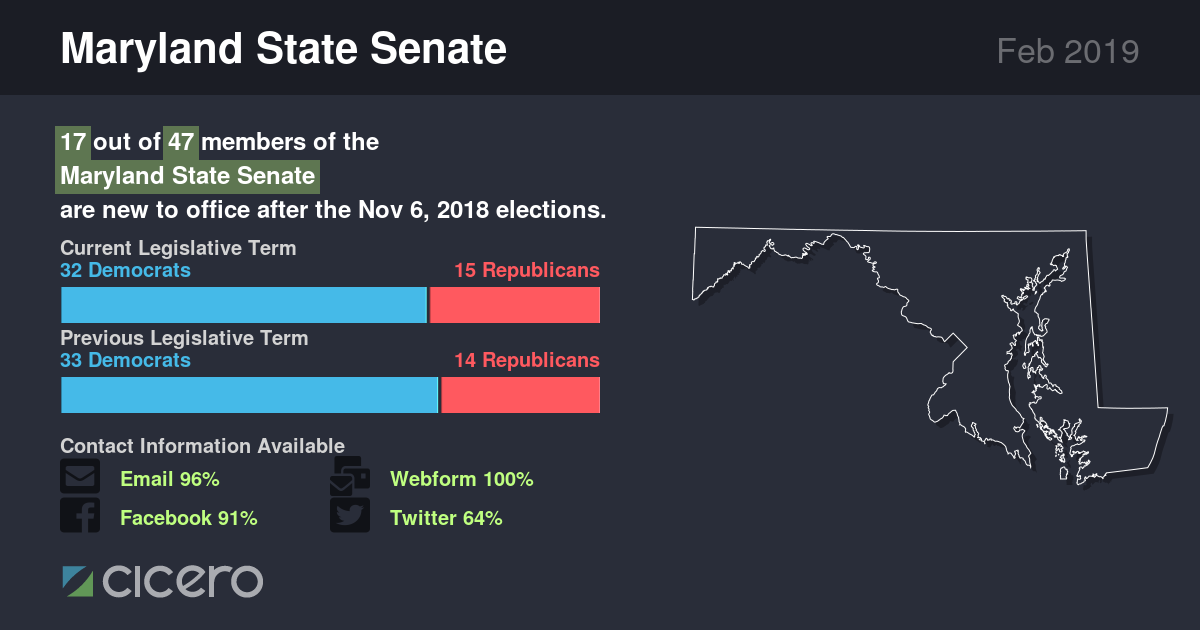 Maryland State Senate
Feb 2019
17 out of 47 members of the
Maryland State Senate
are new to office after the Nov 6, 2018 elections.
Current Legislative Term
32 Democrats
15 Republicans
Previous Legislative Term
33 Democrats
14 Republicans
Contact Information Available
Email 96%
Webform 100%
Facebook 91%
Twitter 64%
cicero